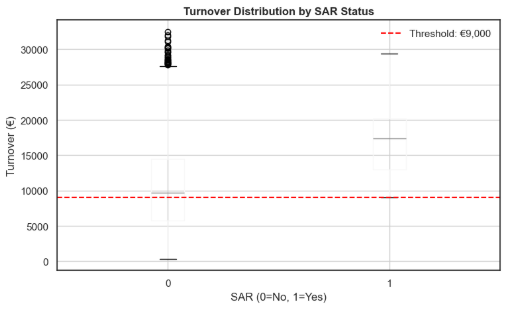 Turnover Distribution by SAR Status
Threshold: €9,000
30000
25000
20000
15000
10000
5000
0
Turnover (€)
0
1
SAR (0=No, 1=Yes)